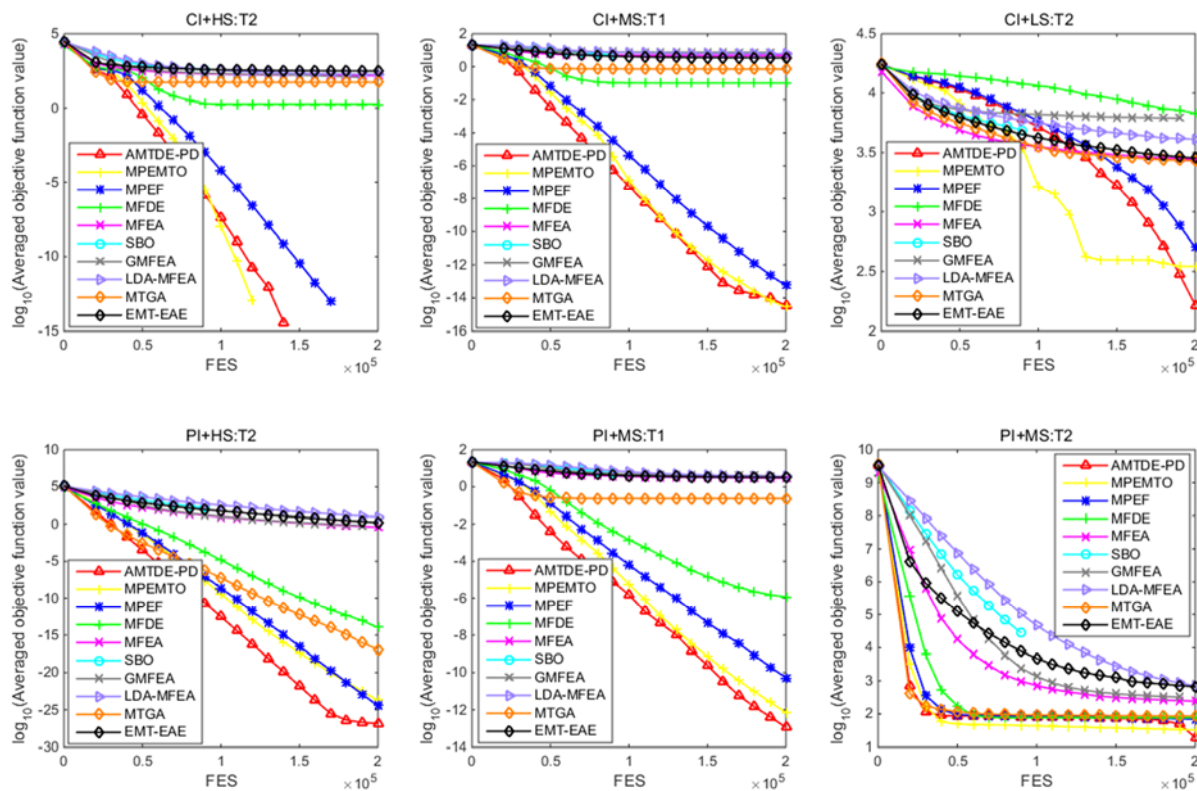 CI+HS:T2
log10(Averaged objective function value)
5
0
-5
-10
-15
AMTDE-PD
MPEMTO
MPEF
MFDE
MFEA
SBO
GMFEA
LDA-MFEA
MTGA
EMT-EAE
0
0.5
1
1.5
2
FES
×10^5
CI+MS:T1
log10(Averaged objective function value)
2
0
-2
-4
-6
-8
-10
-12
-14
-16
AMTDE-PD
MPEMTO
MPEF
MFDE
MFEA
SBO
GMFEA
LDA-MFEA
MTGA
EMT-EAE
0
0.5
1
1.5
2
FES
×10^5
CI+LS:T2
log10(Averaged objective function value)
4.5
4
3.5
3
2.5
2
AMTDE-PD
MPEMTO
MPEF
MFDE
MFEA
SBO
GMFEA
LDA-MFEA
MTGA
EMT-EAE
0
0.5
1
1.5
2
FES
×10^5
PI+HS:T2
log10(Averaged objective function value)
10
5
0
-5
-10
-15
-20
-25
-30
AMTDE-PD
MPEMTO
MPEF
MFDE
MFEA
SBO
GMFEA
LDA-MFEA
MTGA
EMT-EAE
0
0.5
1
1.5
2
FES
×10^5
PI+MS:T1
log10(Averaged objective function value)
2
0
-2
-4
-6
-8
-10
-12
-14
AMTDE-PD
MPEMTO
MPEF
MFDE
MFEA
SBO
GMFEA
LDA-MFEA
MTGA
EMT-EAE
0
0.5
1
1.5
2
FES
×10^5
PI+MS:T2
log10(Averaged objective function value)
10
9
8
7
6
5
4
3
2
1
AMTDE-PD
MPEMTO
MPEF
MFDE
MFEA
SBO
GMFEA
LDA-MFEA
MTGA
EMT-EAE
0
0.5
1
1.5
2
FES
×10^5